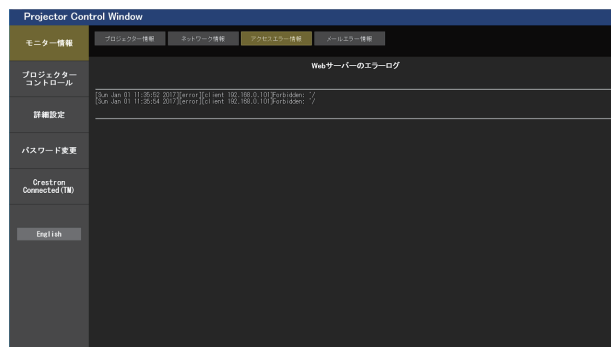 Projector Control Window
モニター情報
プロジェクター情報
ネットワーク情報
アクセスエラー情報
メールエラー情報
Webサーバーのエラーログ
[Sun Jan 01 11:35:52 2017][error][client 192.168.0.101]Forbidden: '/
[Sun Jan 01 11:35:54 2017][error][client 192.168.0.101]Forbidden: '/
プロジェクター
コントロール
詳細設定
パスワード変更
Crestron
Connected(TM)
English